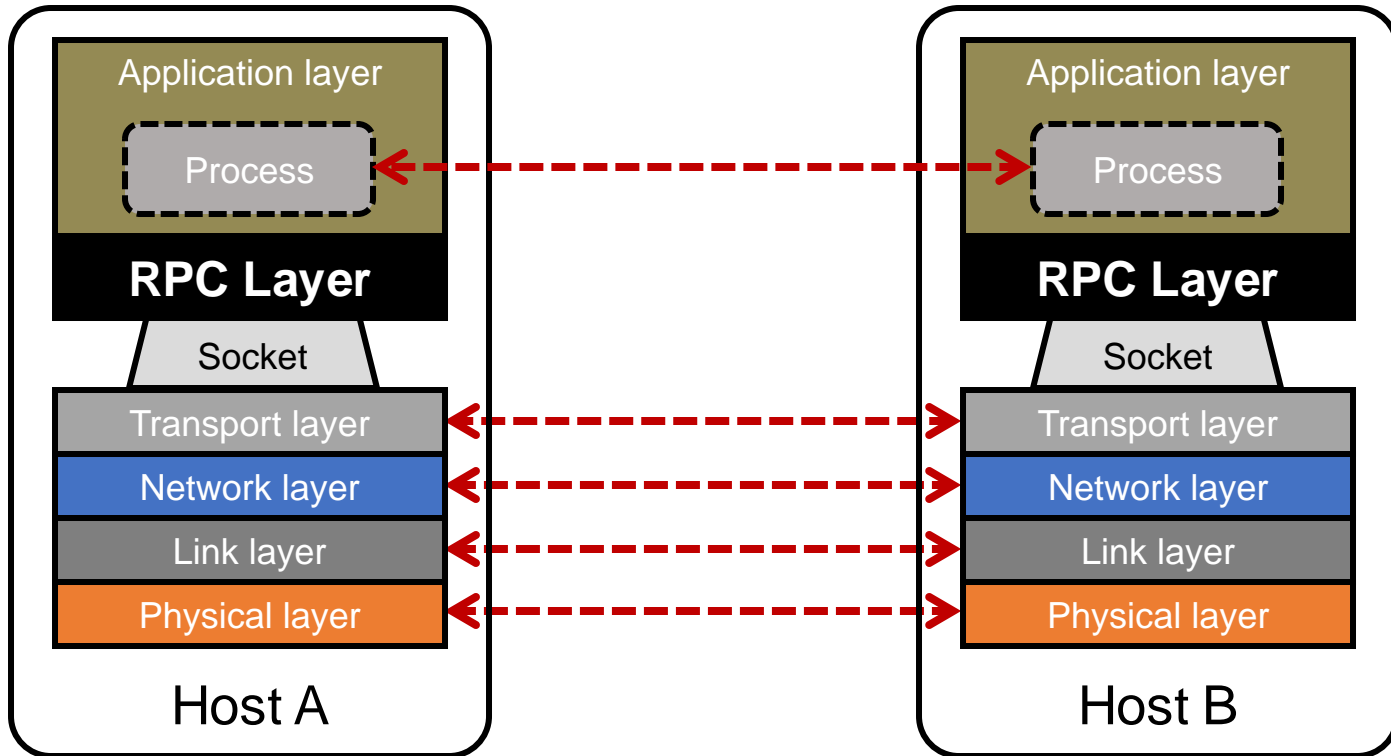 Application layer
Process
RPC Layer
Socket
Transport layer
Network layer
Link layer
Physical layer
Host A
Application layer
Process
RPC Layer
Socket
Transport layer
Network layer
Link layer
Physical layer
Host B